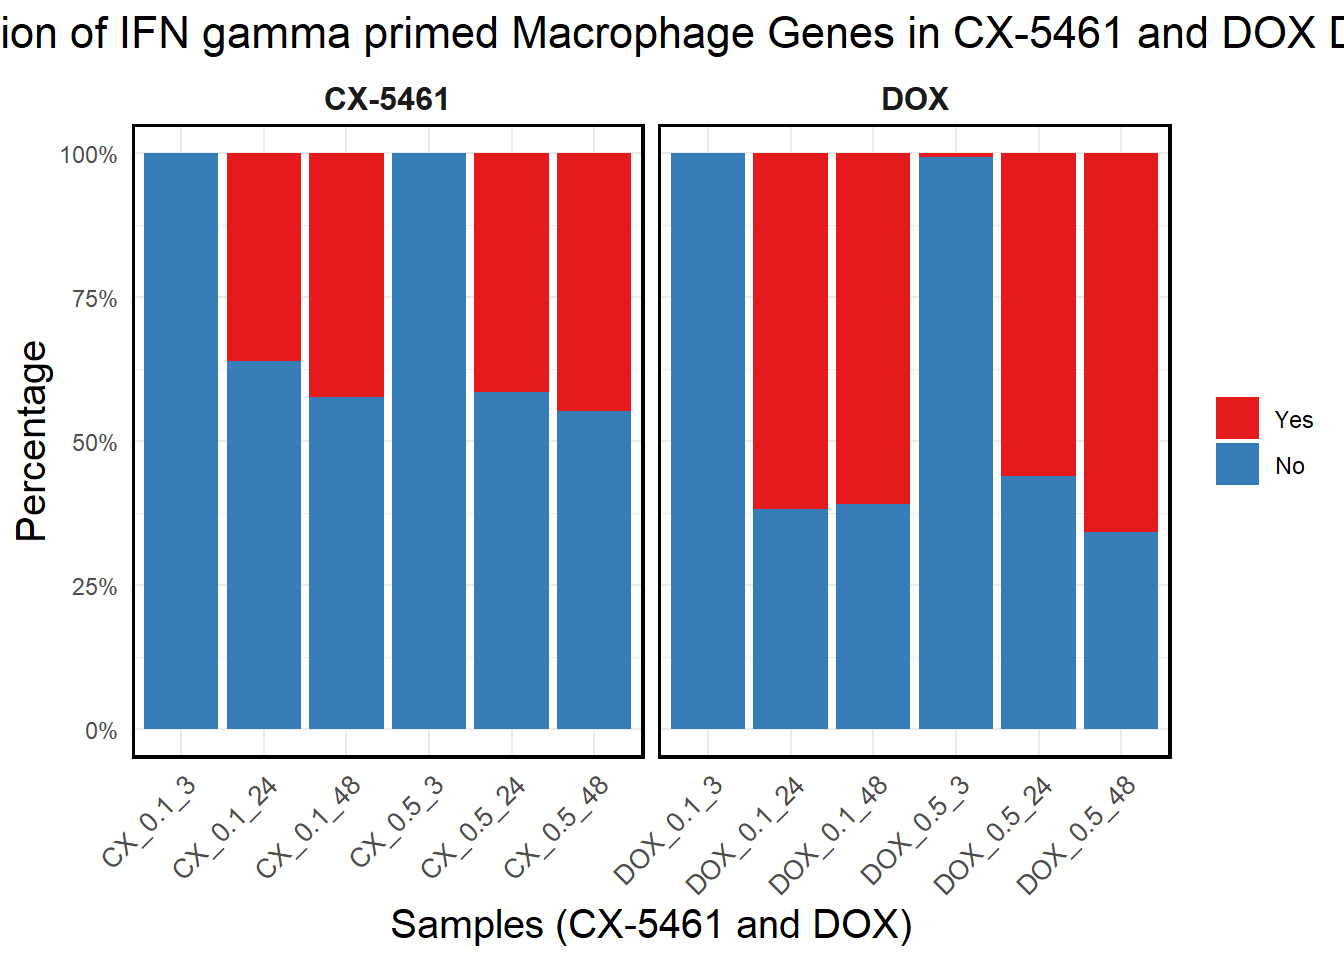 ion of IFN gamma primed Macrophage Genes in CX-5461 and DOX D
CX-5461
DOX
100%
75%
50%
25%
0%
Percentage
Yes
No
CX_0.1_3
CX_0.1_24
CX_0.1_48
CX_0.5_3
CX_0.5_24
CX_0.5_48
DOX_0.1_3
DOX_0.1_24
DOX_0.1_48
DOX_0.5_3
DOX_0.5_24
DOX_0.5_48
Samples (CX-5461 and DOX)